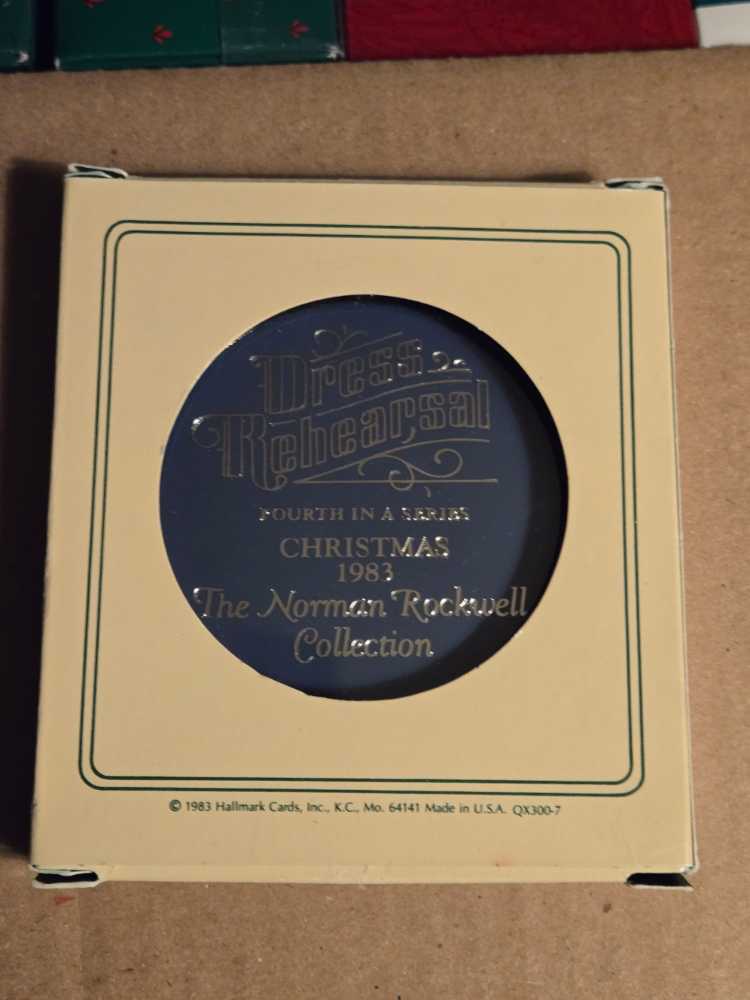 Dress
Rehearsal
FOURTH IN A SERIES
CHRISTMAS
1983
The Norman Rockwell
Collection
© 1983 Hallmark Cards, Inc., K.C., Mo. 64141 Made in U.S.A. QX300-7